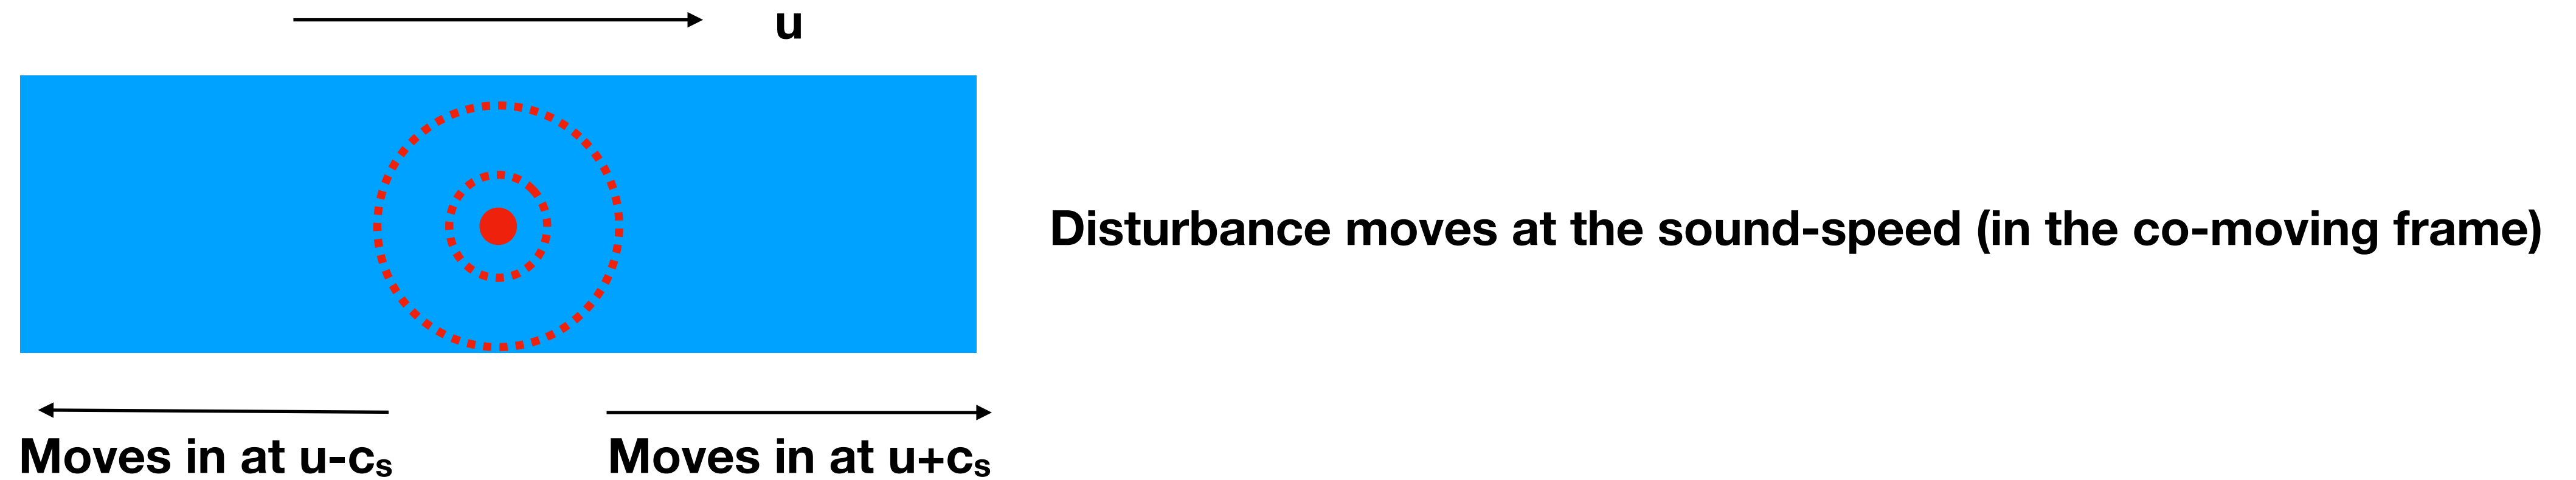 u
Disturbance moves at the sound-speed (in the co-moving frame)
Moves in at u-cₛ
Moves in at u+cₛ